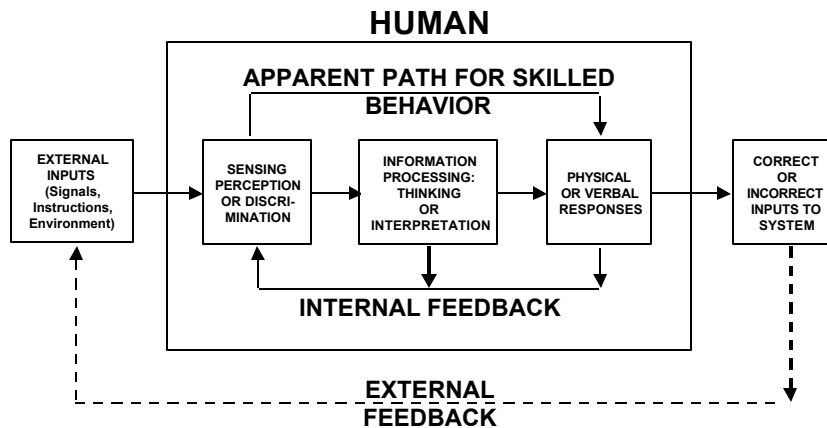 HUMAN
APPARENT PATH FOR SKILLED
BEHAVIOR
EXTERNAL
INPUTS
(Signals,
Instructions,
Environment)
SENSING
PERCEPTION
OR DISCRI-
MINATION
INFORMATION
PROCESSING:
THINKING
OR
INTERPRETATION
PHYSICAL
OR VERBAL
RESPONSES
CORRECT
OR
INCORRECT
INPUTS TO
SYSTEM
INTERNAL FEEDBACK
EXTERNAL
FEEDBACK